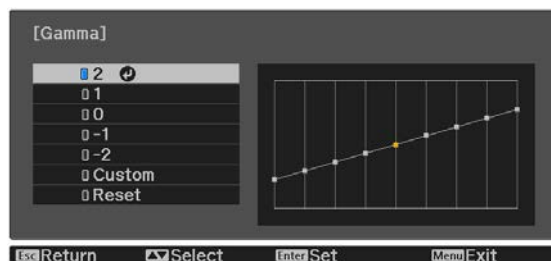 [Gamma]
2
1
0
-1
-2
Custom
Reset
Esc Return Select Enter Set Menu Exit